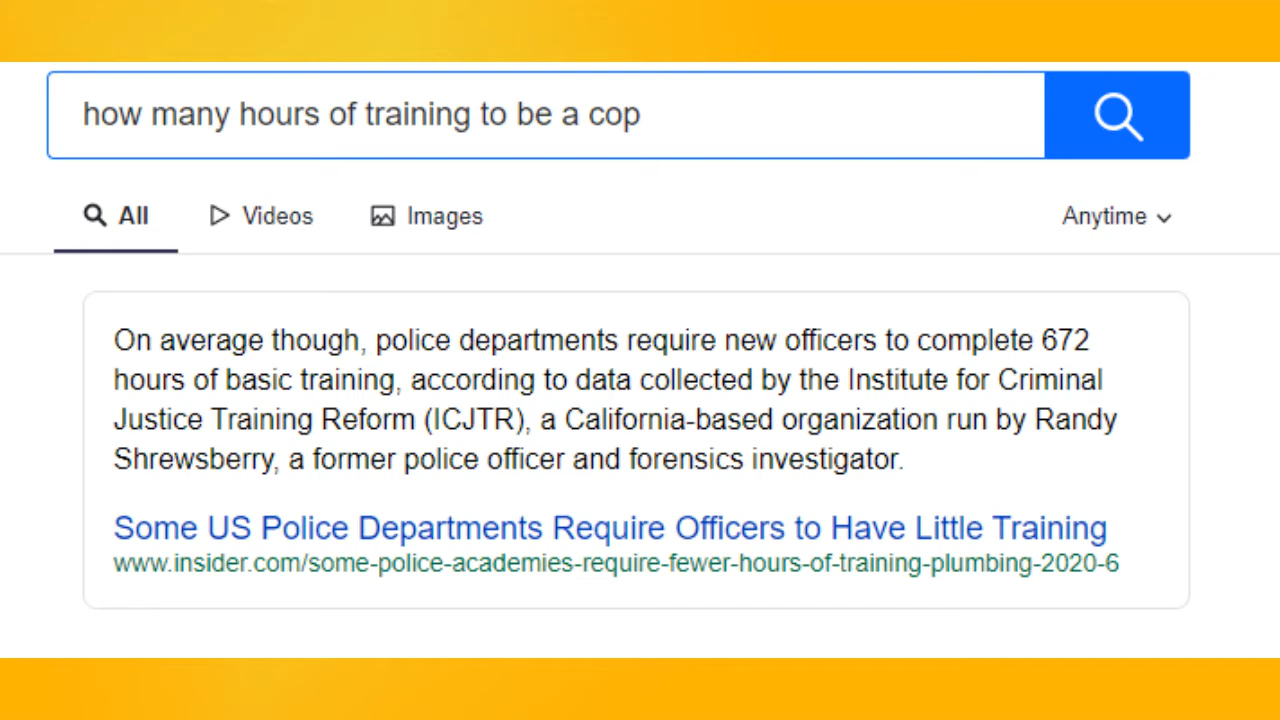 how many hours of training to be a cop
All Videos Images Anytime
On average though, police departments require new officers to complete 672
hours of basic training, according to data collected by the Institute for Criminal
Justice Training Reform (ICJTR), a California-based organization run by Randy
Shrewsberry, a former police officer and forensics investigator.
Some US Police Departments Require Officers to Have Little Training
www.insider.com/some-police-academies-require-fewer-hours-of-training-plumbing-2020-6